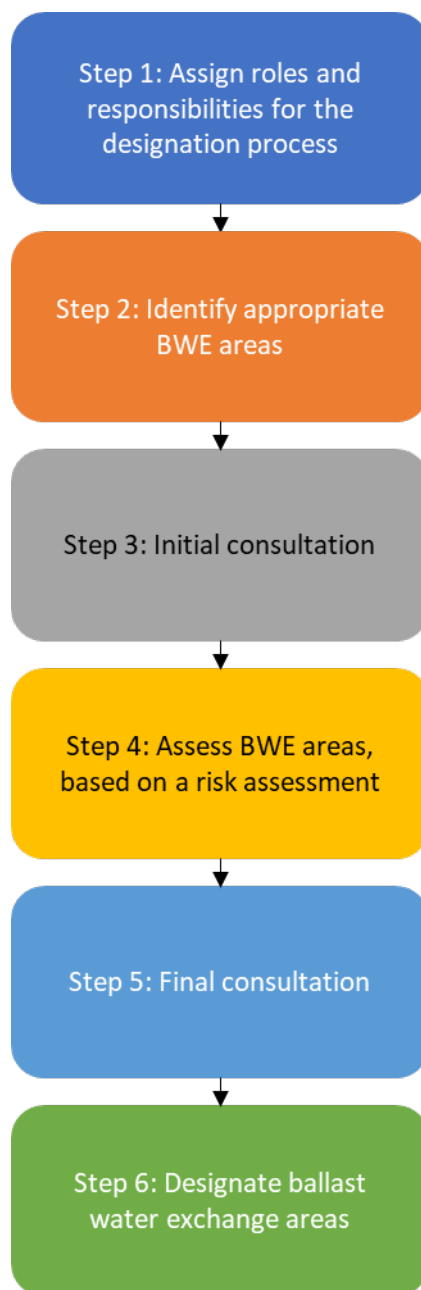 Step 1: Assign roles and
responsibilities for the
designation process
Step 2: Identify appropriate
BWE areas
Step 3: Initial consultation
Step 4: Assess BWE areas,
based on a risk assessment
Step 5: Final consultation
Step 6: Designate ballast
water exchange areas